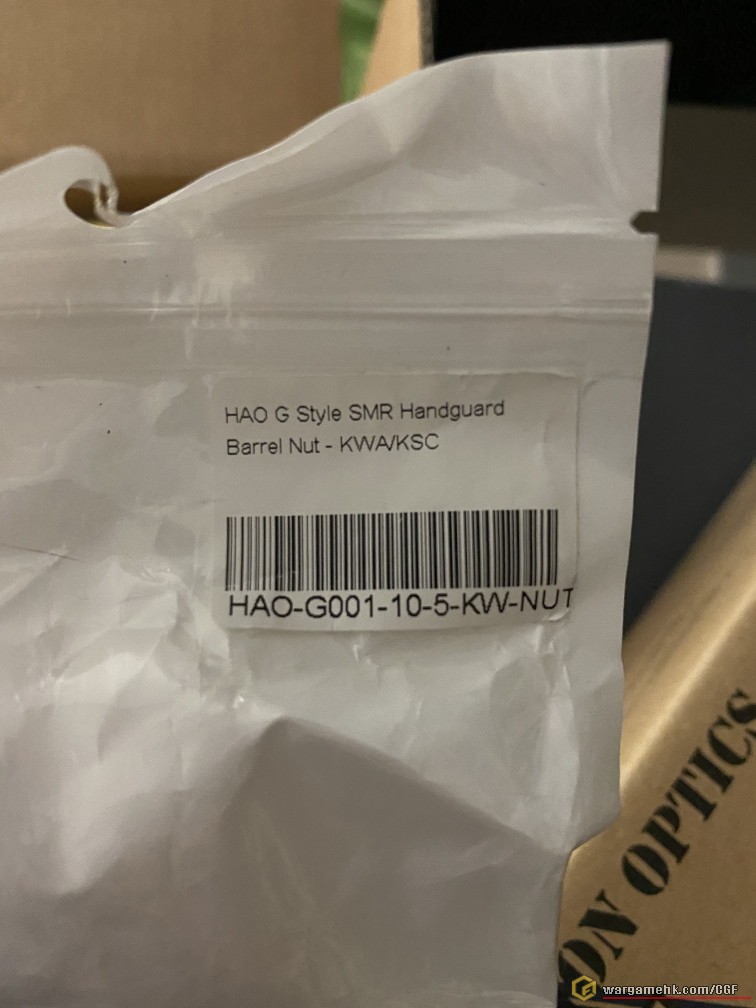 HAO G Style SMR Handguard
Barrel Nut - KWA/KSC
HAO-G001-10-5-KW-NUT
ON OPTICS
wargamehk.com/CGF